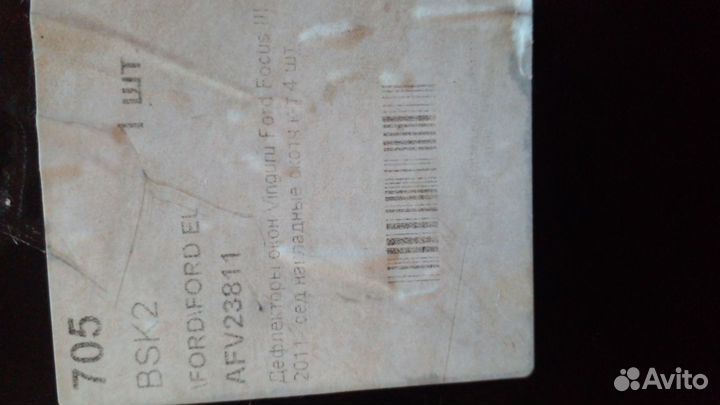 705
BSK2 1 ШТ
\FORD\FORD EL
AFV23811
Дефлекторы окон Vinguru Ford Focus III
2011- сед накладные скотч к-т 4 шт
Avito